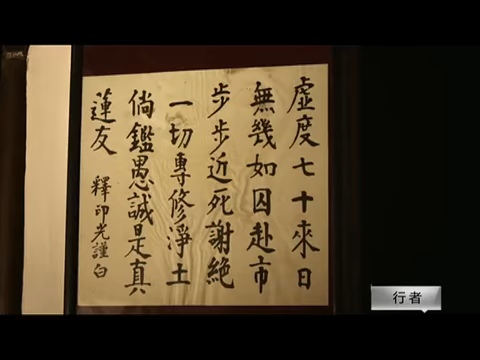 虛度七十來日
無幾如囚赴市
步步近死謝絕
一切專修淨土
倘鑑愚誠是真
蓮友　釋印光謹白
行者